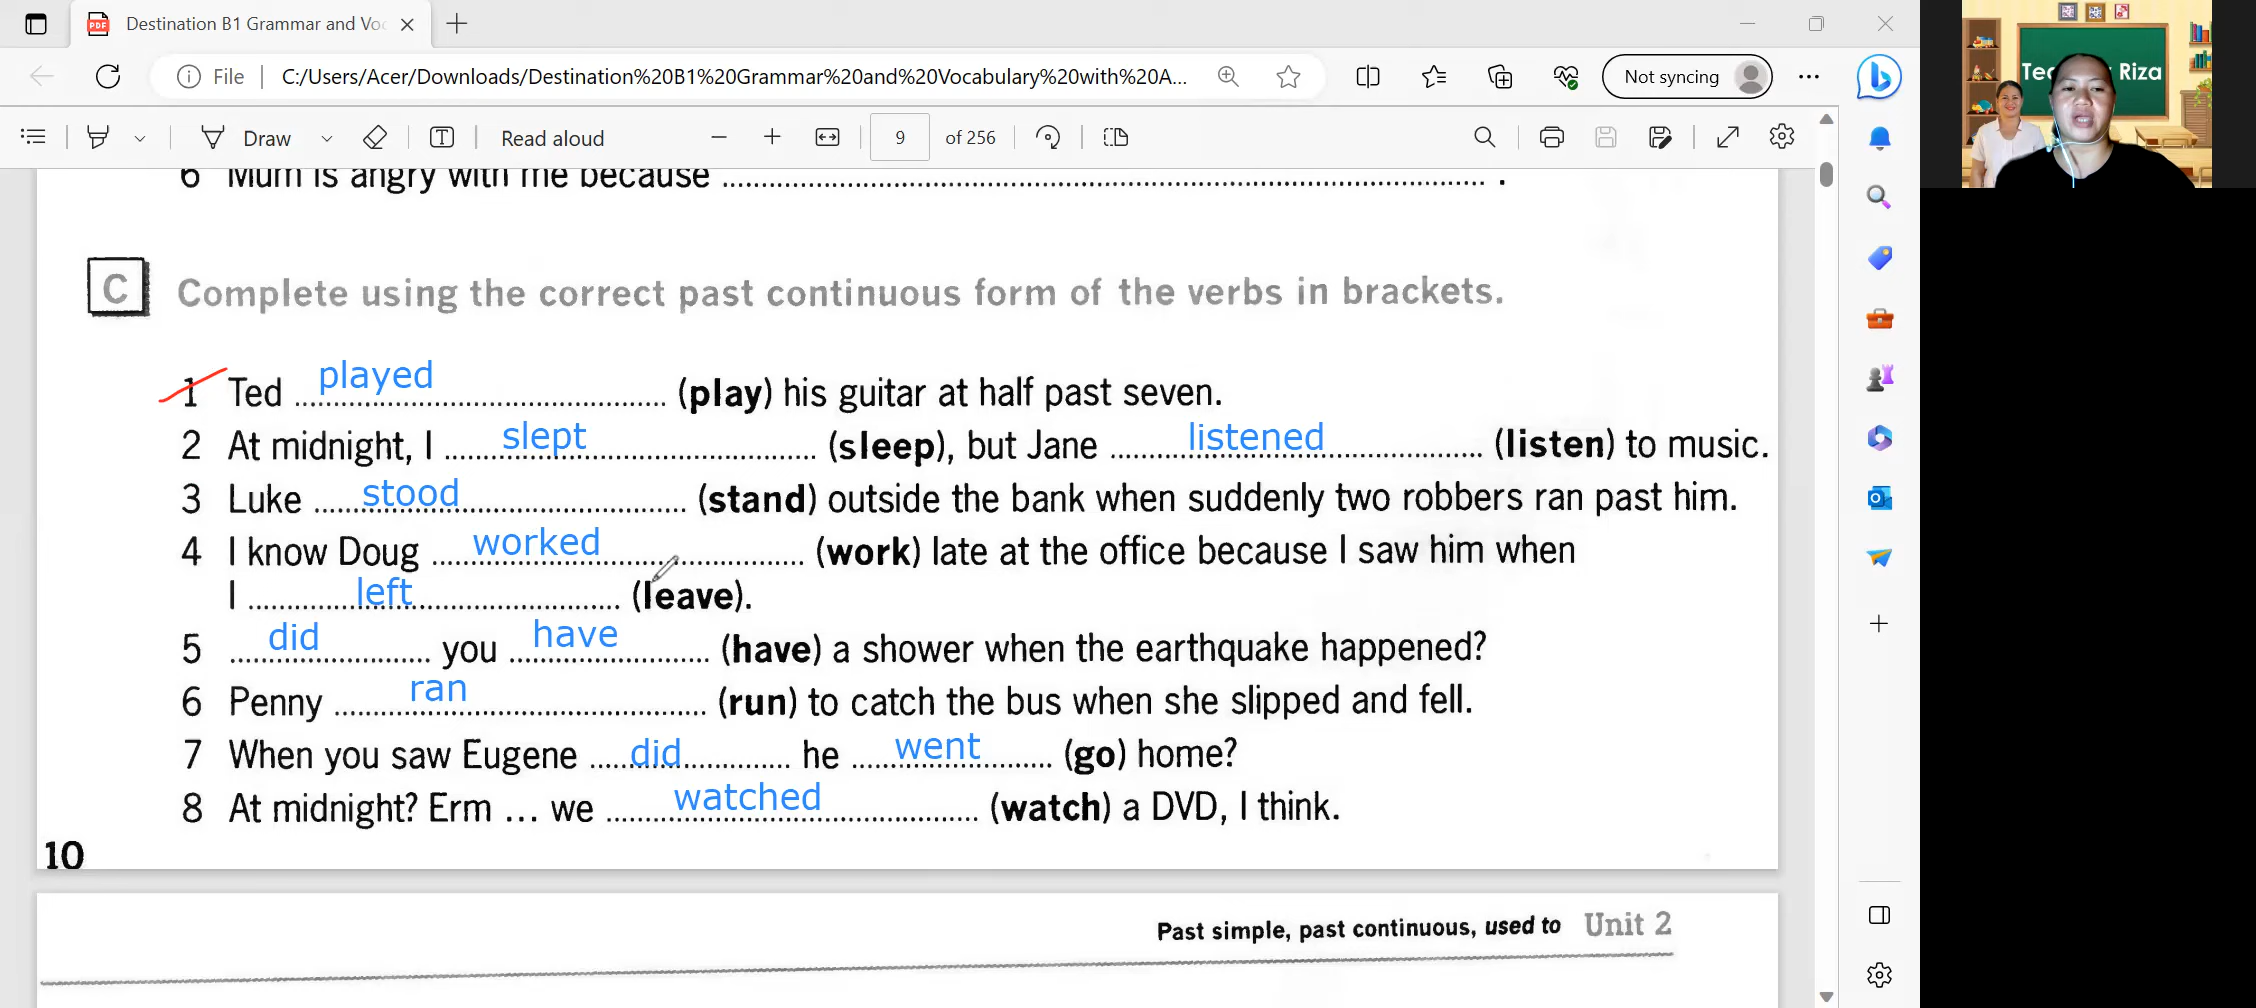 Destination B1 Grammar and Voc
File C:/Users/Acer/Downloads/Destination%20B1%20Grammar%20and%20Vocabulary%20with%20A... Not syncing
Draw Read aloud 9 of 256
Riza
6 Mum is angry with me because .
C Complete using the correct past continuous form of the verbs in brackets.
1 Ted played (play) his guitar at half past seven.
2 At midnight, I slept (sleep), but Jane listened (listen) to music.
3 Luke stood (stand) outside the bank when suddenly two robbers ran past him.
4 I know Doug worked (work) late at the office because I saw him when
I left (leave).
5 did you have (have) a shower when the earthquake happened?
6 Penny ran (run) to catch the bus when she slipped and fell.
7 When you saw Eugene did he went (go) home?
8 At midnight? Erm ... we watched (watch) a DVD, I think.
10
Past simple, past continuous, used to Unit 2